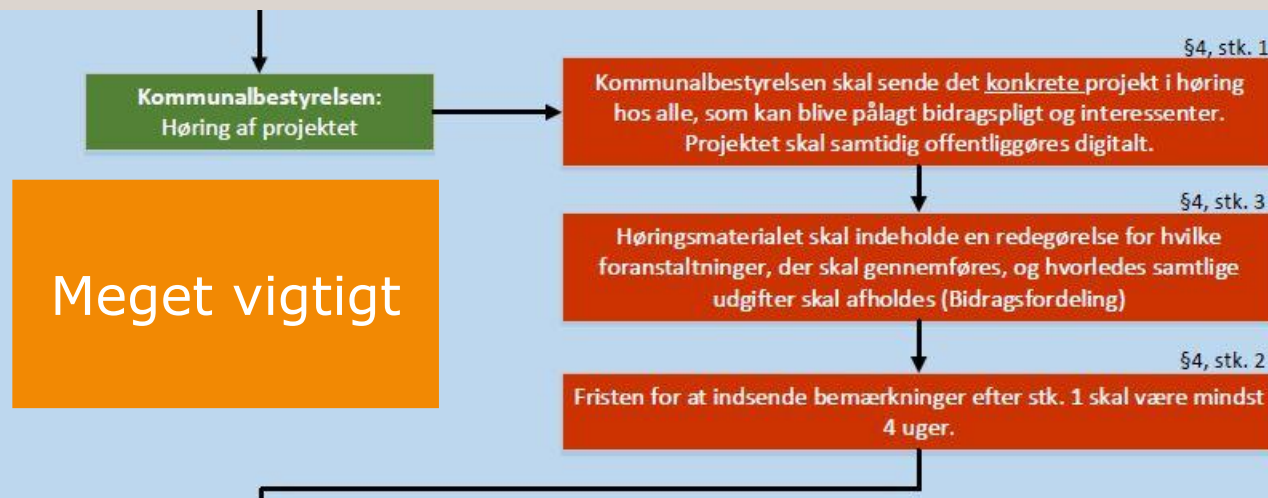 §4, stk. 1
Kommunalbestyrelsen:
Høring af projektet
Kommunalbestyrelsen skal sende det konkrete projekt i høring
hos alle, som kan blive pålagt bidragspligt og interessenter.
Projektet skal samtidig offentliggøres digitalt.
Meget vigtigt
§4, stk. 3
Høringsmaterialet skal indeholde en redegørelse for hvilke
foranstaltninger, der skal gennemføres, og hvorledes samtlige
udgifter skal afholdes (Bidragsfordeling)
§4, stk. 2
Fristen for at indsende bemærkninger efter stk. 1 skal være mindst
4 uger.